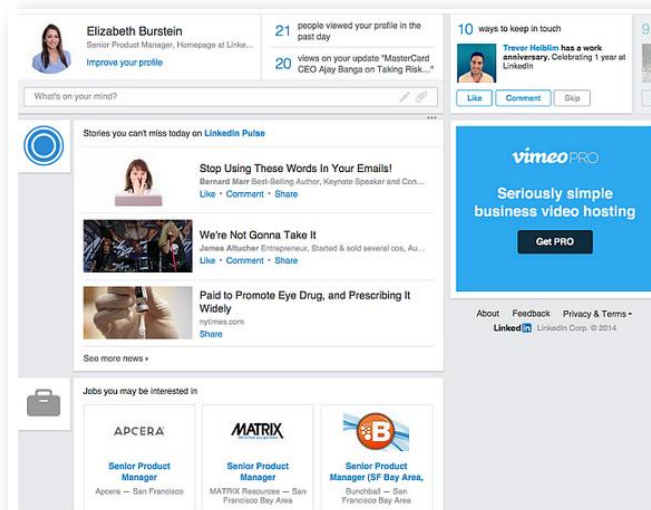 Elizabeth Burstein
Senior Product Manager, Homepage at Linke...
Improve your profile
21 people viewed your profile in the
past day
20 views on your update "MasterCard
CEO Ajay Banga on Taking Risk..."
10 ways to keep in touch
Trevor Heiblim has a work
anniversary. Celebrating 1 year at
LinkedIn
Like Comment Skip
9
What's on your mind?
Stories you can't miss today on LinkedIn Pulse
Stop Using These Words In Your Emails!
Bernard Marr Best-Selling Author, Keynote Speaker and Con...
Like • Comment • Share
We're Not Gonna Take It
James Altucher Entrepreneur, Started & sold several cos, Au...
Like • Comment • Share
Paid to Promote Eye Drug, and Prescribing It
Widely
nytimes.com
Share
See more news ›
vimeo PRO
Seriously simple
business video hosting
Get PRO
About Feedback Privacy & Terms
LinkedIn LinkedIn Corp. © 2014
Jobs you may be interested in
APCERA
Senior Product
Manager
Apcera — San Francisco
MATRIX
Senior Product
Manager
MATRIX Resources — San
Francisco Bay Area
B
Senior Product
Manager (SF Bay Area,
Bunchball — San
Francisco Bay Area